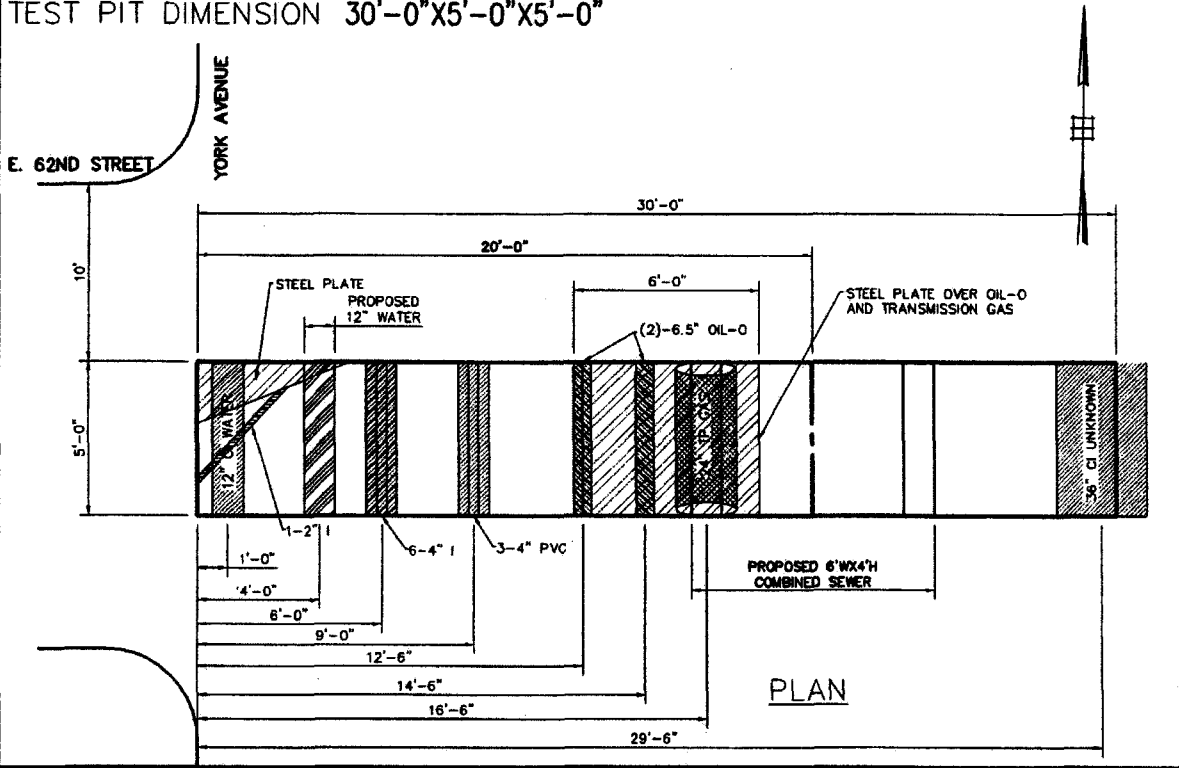 TEST PIT DIMENSION 30'-0"X5'-0"X5'-0"
YORK AVENUE
E. 62ND STREET
30'-0"
20'-0"
10'
STEEL PLATE
PROPOSED
12" WATER
6'-0"
STEEL PLATE OVER OIL-O
AND TRANSMISSION GAS
(2)-6.5" OIL-O
5'-0"
12" CI WATER
GAS
36" CI UNKNOWN
1-2" I
6-4" I
3-4" PVC
1'-0"
4'-0"
6'-0"
9'-0"
12'-6"
14'-6"
16'-6"
29'-6"
PROPOSED 6'WX4'H
COMBINED SEWER
PLAN